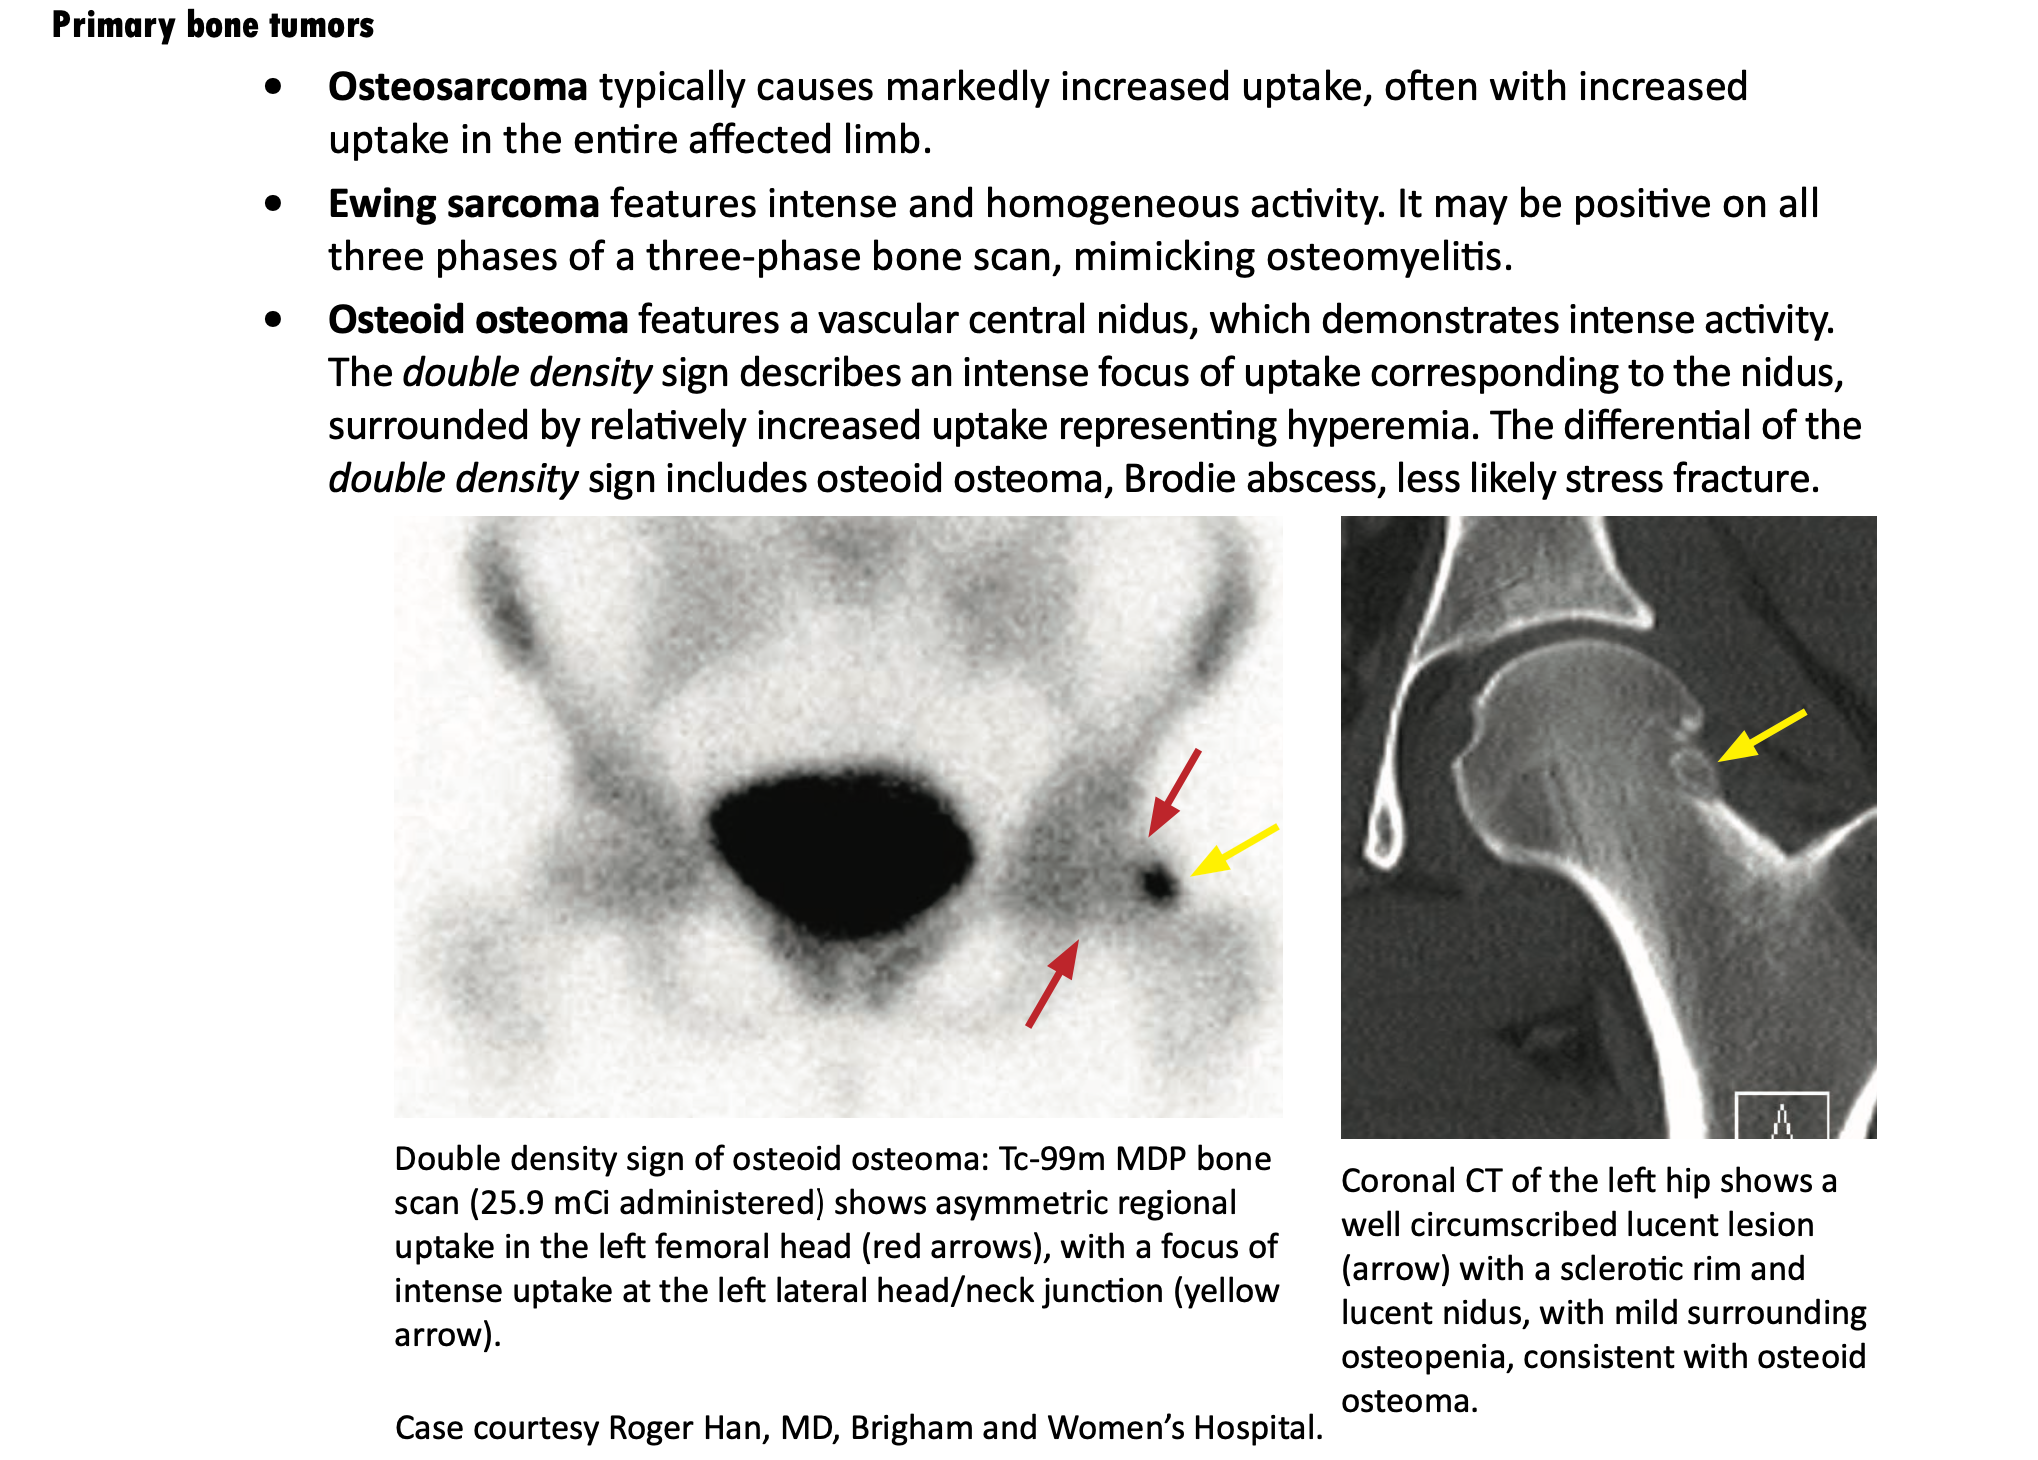 Primary bone tumors
• Osteosarcoma typically causes markedly increased uptake, often with increased
uptake in the entire affected limb.
• Ewing sarcoma features intense and homogeneous activity. It may be positive on all
three phases of a three-phase bone scan, mimicking osteomyelitis.
• Osteoid osteoma features a vascular central nidus, which demonstrates intense activity.
The double density sign describes an intense focus of uptake corresponding to the nidus,
surrounded by relatively increased uptake representing hyperemia. The differential of the
double density sign includes osteoid osteoma, Brodie abscess, less likely stress fracture.
A
Double density sign of osteoid osteoma: Tc-99m MDP bone
scan (25.9 mCi administered) shows asymmetric regional
uptake in the left femoral head (red arrows), with a focus of
intense uptake at the left lateral head/neck junction (yellow
arrow).
Case courtesy Roger Han, MD, Brigham and Women’s Hospital.
Coronal CT of the left hip shows a
well circumscribed lucent lesion
(arrow) with a sclerotic rim and
lucent nidus, with mild surrounding
osteopenia, consistent with osteoid
osteoma.